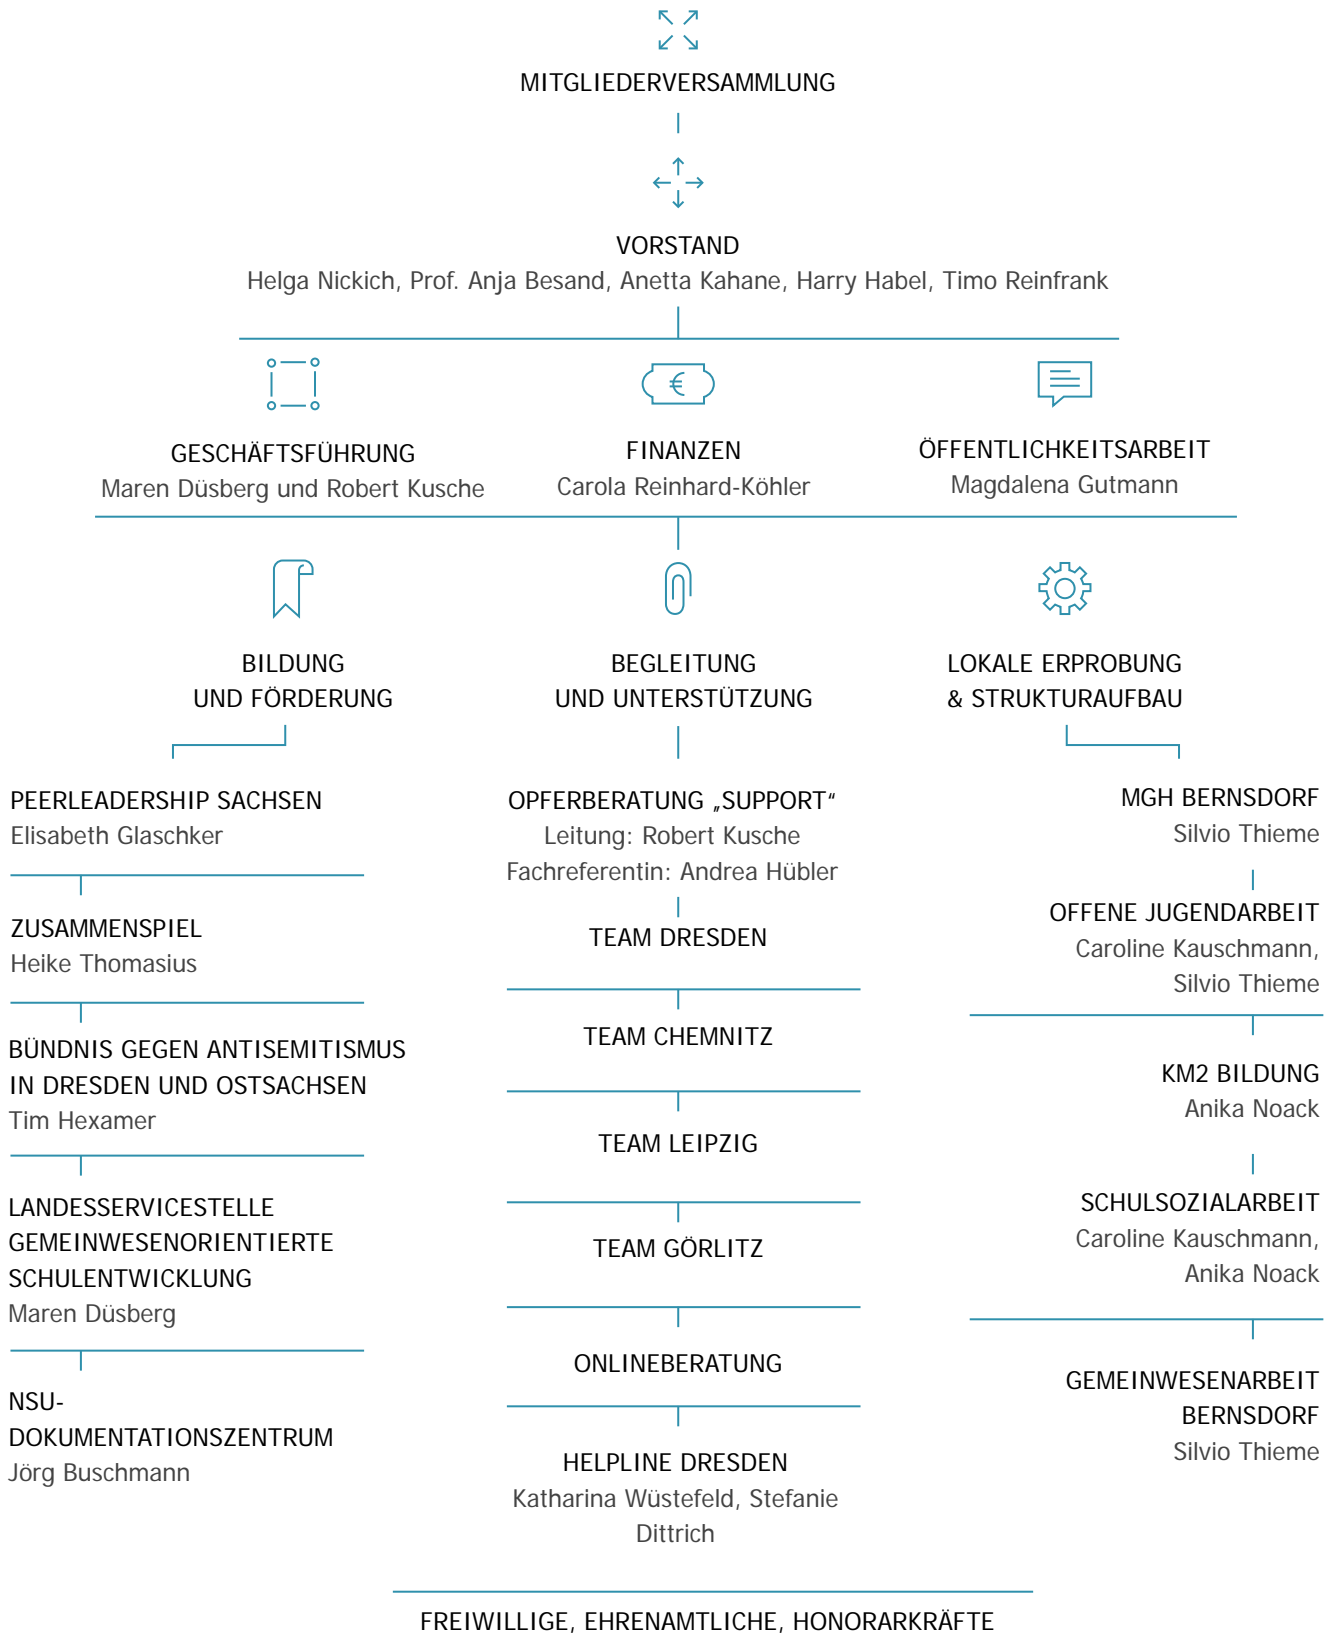 MITGLIEDERVERSAMMLUNG
VORSTAND
Helga Nickich, Prof. Anja Besand, Anetta Kahane, Harry Habel, Timo Reinfrank
GESCHÄFTSFÜHRUNG
Maren Düsberg und Robert Kusche
€
FINANZEN
Carola Reinhard-Köhler
ÖFFENTLICHKEITSARBEIT
Magdalena Gutmann
BILDUNG
UND FÖRDERUNG
PEERLEADERSHIP SACHSEN
Elisabeth Glaschker
ZUSAMMENSPIEL
Heike Thomasius
BÜNDNIS GEGEN ANTISEMITISMUS
IN DRESDEN UND OSTSACHSEN
Tim Hexamer
LANDESSERVICESTELLE
GEMEINWESENORIENTIERTE
SCHULENTWICKLUNG
Maren Düsberg
NSU-
DOKUMENTATIONSZENTRUM
Jörg Buschmann
BEGLEITUNG
UND UNTERSTÜTZUNG
OPFERBERATUNG „SUPPORT“
Leitung: Robert Kusche
Fachreferentin: Andrea Hübler
TEAM DRESDEN
TEAM CHEMNITZ
TEAM LEIPZIG
TEAM GÖRLITZ
ONLINEBERATUNG
HELPLINE DRESDEN
Katharina Wüstefeld, Stefanie
Dittrich
LOKALE ERPROBUNG
& STRUKTURAUFBAU
MGH BERNSDORF
Silvio Thieme
OFFENE JUGENDARBEIT
Caroline Kauschmann,
Silvio Thieme
KM2 BILDUNG
Anika Noack
SCHULSOZIALARBEIT
Caroline Kauschmann,
Anika Noack
GEMEINWESENARBEIT
BERNSDORF
Silvio Thieme
FREIWILLIGE, EHRENAMTLICHE, HONORARKRÄFTE